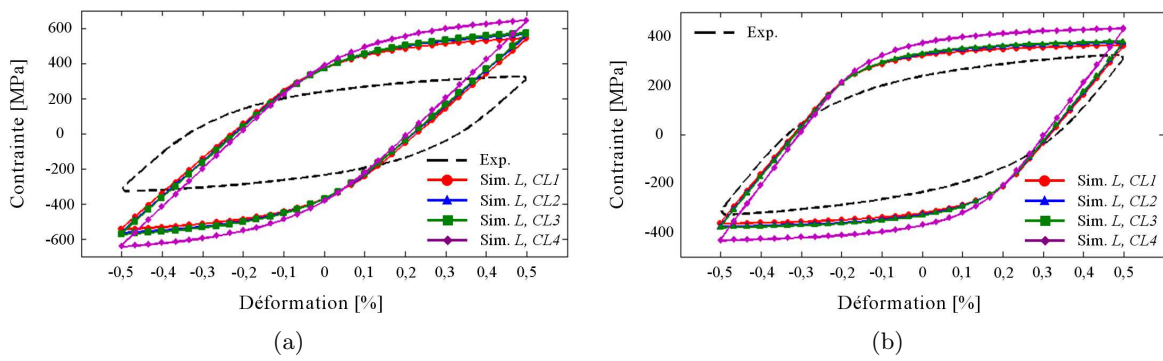 600
400
200
0
-200
-400
-600
Contrainte [MPa]
Exp.
Sim. L, CL1
Sim. L, CL2
Sim. L, CL3
Sim. L, CL4
-0,5 -0,4 -0,3 -0,2 -0,1 0 0,1 0,2 0,3 0,4 0,5
Déformation [%]
(a)
Exp.
400
200
0
-200
-400
Contrainte [MPa]
Sim. L, CL1
Sim. L, CL2
Sim. L, CL3
Sim. L, CL4
-0,5 -0,4 -0,3 -0,2 -0,1 0 0,1 0,2 0,3 0,4 0,5
Déformation [%]
(b)